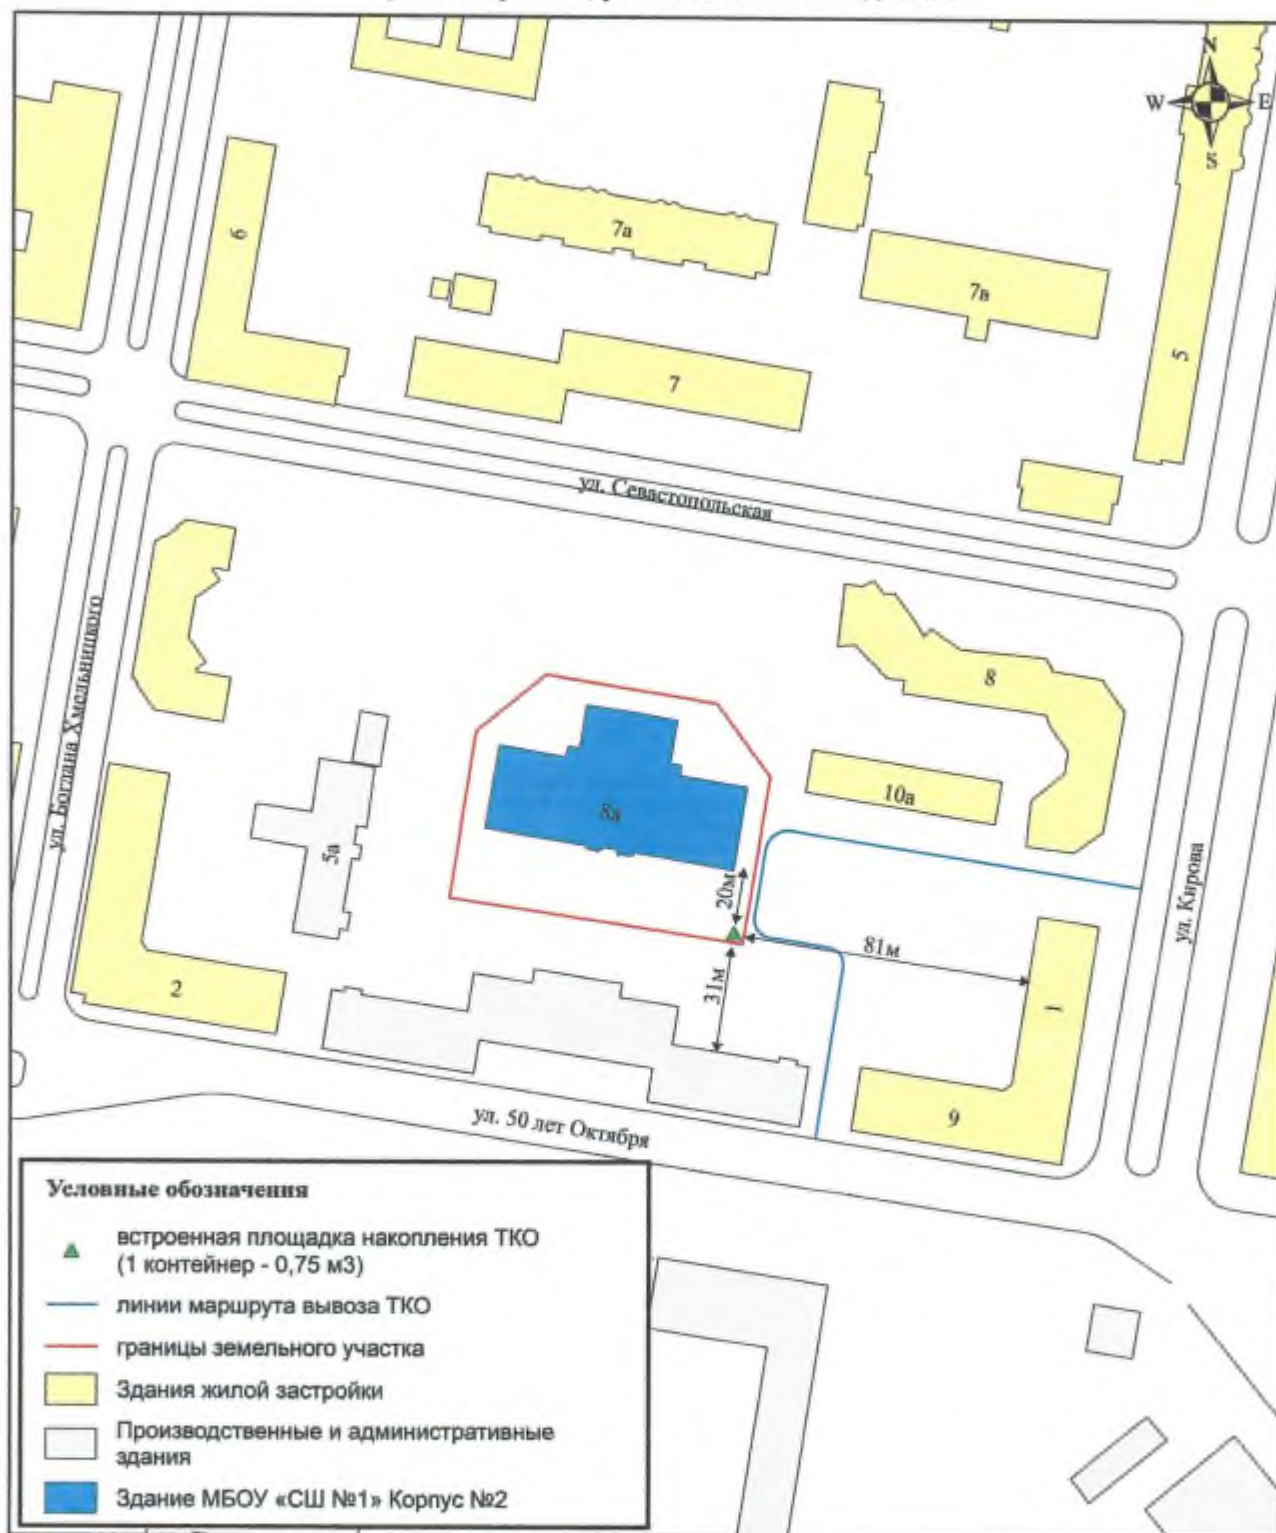 N
W E
S
6
7а
7в
5
7
ул. Севастопольская
ул. Богдана Хмельницкого
8
10а
8а
5а
20м
ул. Кирова
81м
31м
1
2
9
ул. 50 лет Октября
Условные обозначения
встроенная площадка накопления ТКО
(1 контейнер - 0,75 м3)
линии маршрута вывоза ТКО
границы земельного участка
Здания жилой застройки
Производственные и административные
здания
Здание МБОУ «СШ №1» Корпус №2